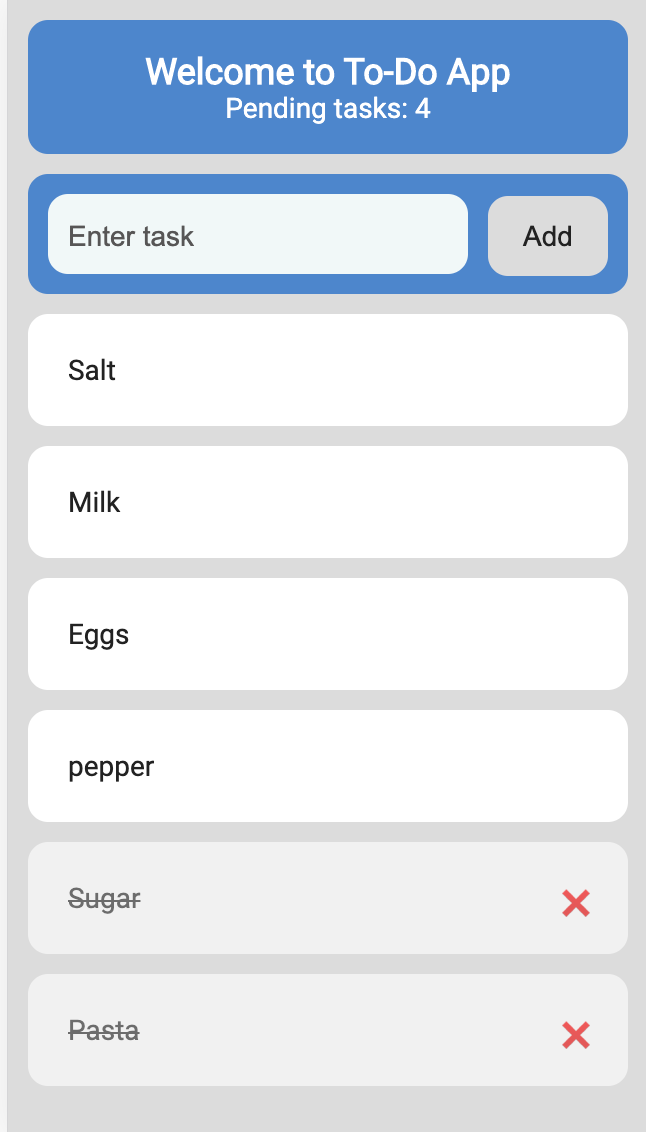 Welcome to To-Do App
Pending tasks: 4
Enter task
Add
Salt
Milk
Eggs
pepper
Sugar
Pasta